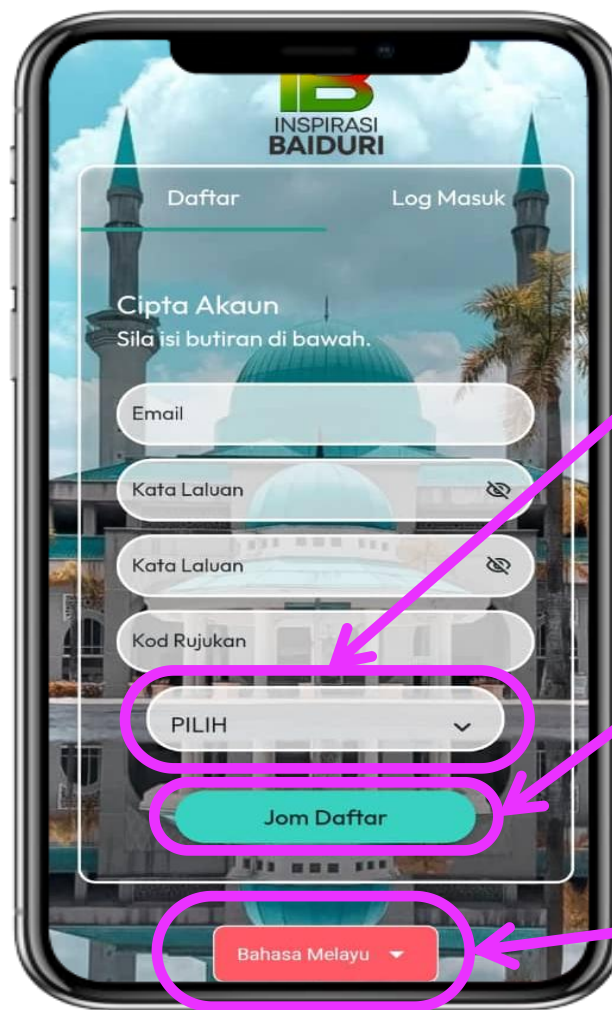 INSPIRASI
BAIDURI
Daftar
Log Masuk
Cipta Akaun
Sila isi butiran di bawah.
Email
Kata Laluan
Kata Laluan
Kod Rujukan
PILIH
Jom Daftar
Bahasa Melayu